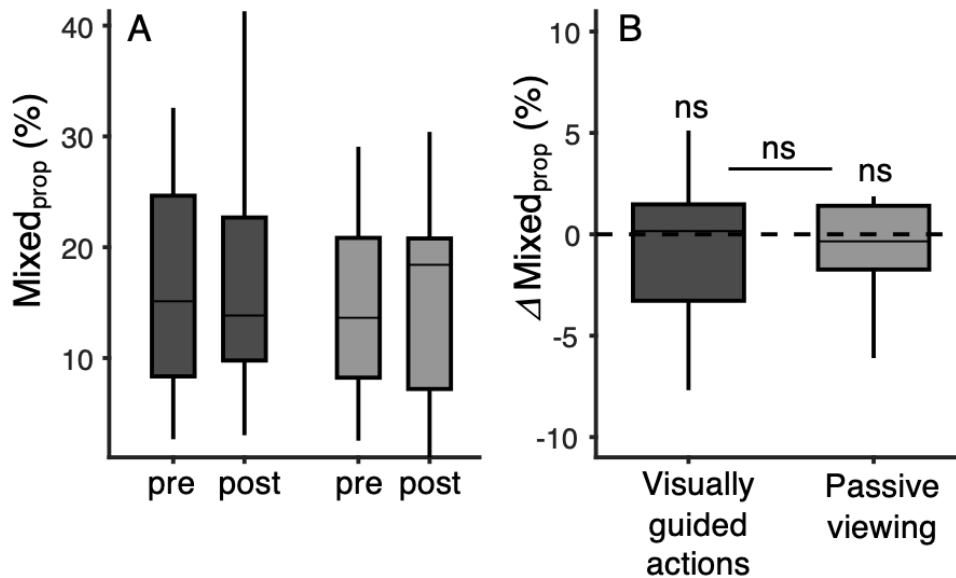 A
Mixedprop (%)
40
30
20
10
pre post pre post
B
Δ Mixedprop (%)
10
5
0
-5
-10
ns
ns
ns
Visually
guided
actions
Passive
viewing